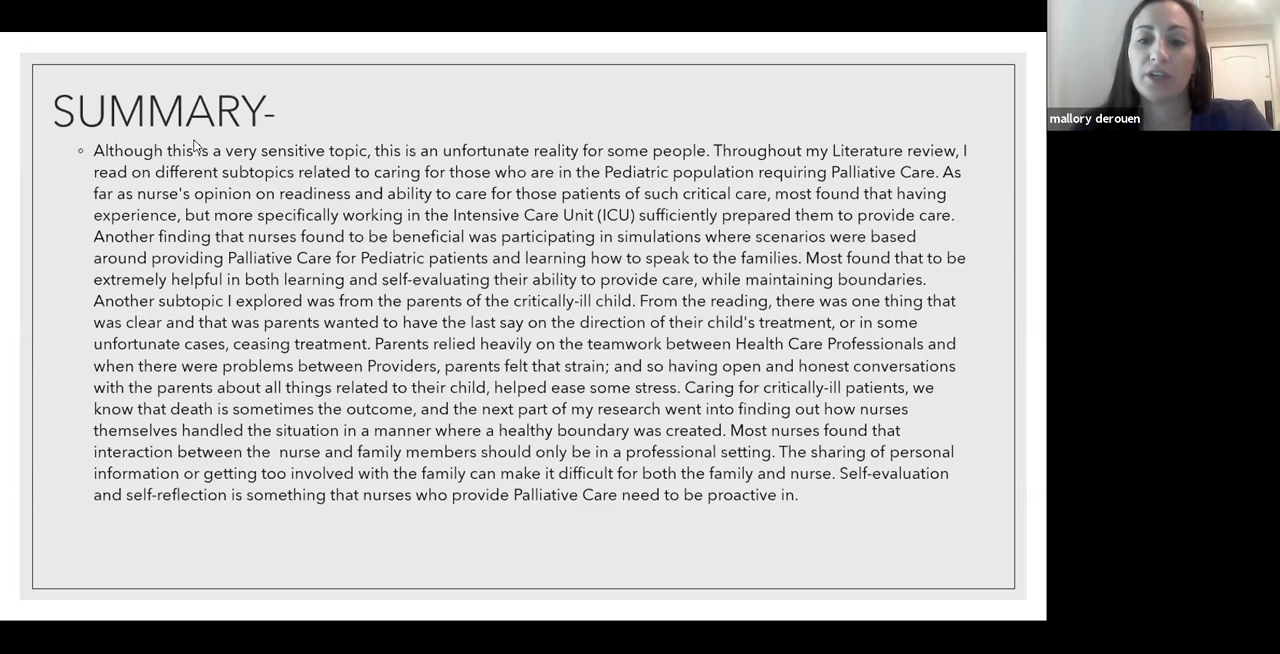 SUMMARY-
◦ Although this is a very sensitive topic, this is an unfortunate reality for some people. Throughout my Literature review, I
read on different subtopics related to caring for those who are in the Pediatric population requiring Palliative Care. As
far as nurse's opinion on readiness and ability to care for those patients of such critical care, most found that having
experience, but more specifically working in the Intensive Care Unit (ICU) sufficiently prepared them to provide care.
Another finding that nurses found to be beneficial was participating in simulations where scenarios were based
around providing Palliative Care for Pediatric patients and learning how to speak to the families. Most found that to be
extremely helpful in both learning and self-evaluating their ability to provide care, while maintaining boundaries.
Another subtopic I explored was from the parents of the critically-ill child. From the reading, there was one thing that
was clear and that was parents wanted to have the last say on the direction of their child's treatment, or in some
unfortunate cases, ceasing treatment. Parents relied heavily on the teamwork between Health Care Professionals and
when there were problems between Providers, parents felt that strain; and so having open and honest conversations
with the parents about all things related to their child, helped ease some stress. Caring for critically-ill patients, we
know that death is sometimes the outcome, and the next part of my research went into finding out how nurses
themselves handled the situation in a manner where a healthy boundary was created. Most nurses found that
interaction between the  nurse and family members should only be in a professional setting. The sharing of personal
information or getting too involved with the family can make it difficult for both the family and nurse. Self-evaluation
and self-reflection is something that nurses who provide Palliative Care need to be proactive in.
mallory derouen